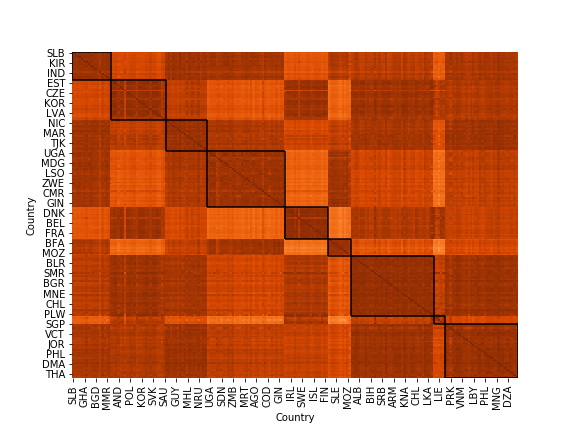 SLB
KIR
IND
EST
CZE
KOR
LVA
NIC
MAR
TJK
UGA
MDG
LSO
ZWE
CMR
GIN
DNK
BEL
FRA
BFA
MOZ
BLR
SMR
BGR
MNE
CHL
PLW
SGP
VCT
JOR
PHL
DMA
THA
Country
SLB GHA BGD MMR AND POL KOR SVK SAU GUY MHL NRU UGA SDN ZMB MRT AGO COD GIN IRL SWE ISL FIN SLE MOZ ALB BIH SRB ARM KNA CHL LKA LIE PRK VNM LBY PHL MNG DZA
Country